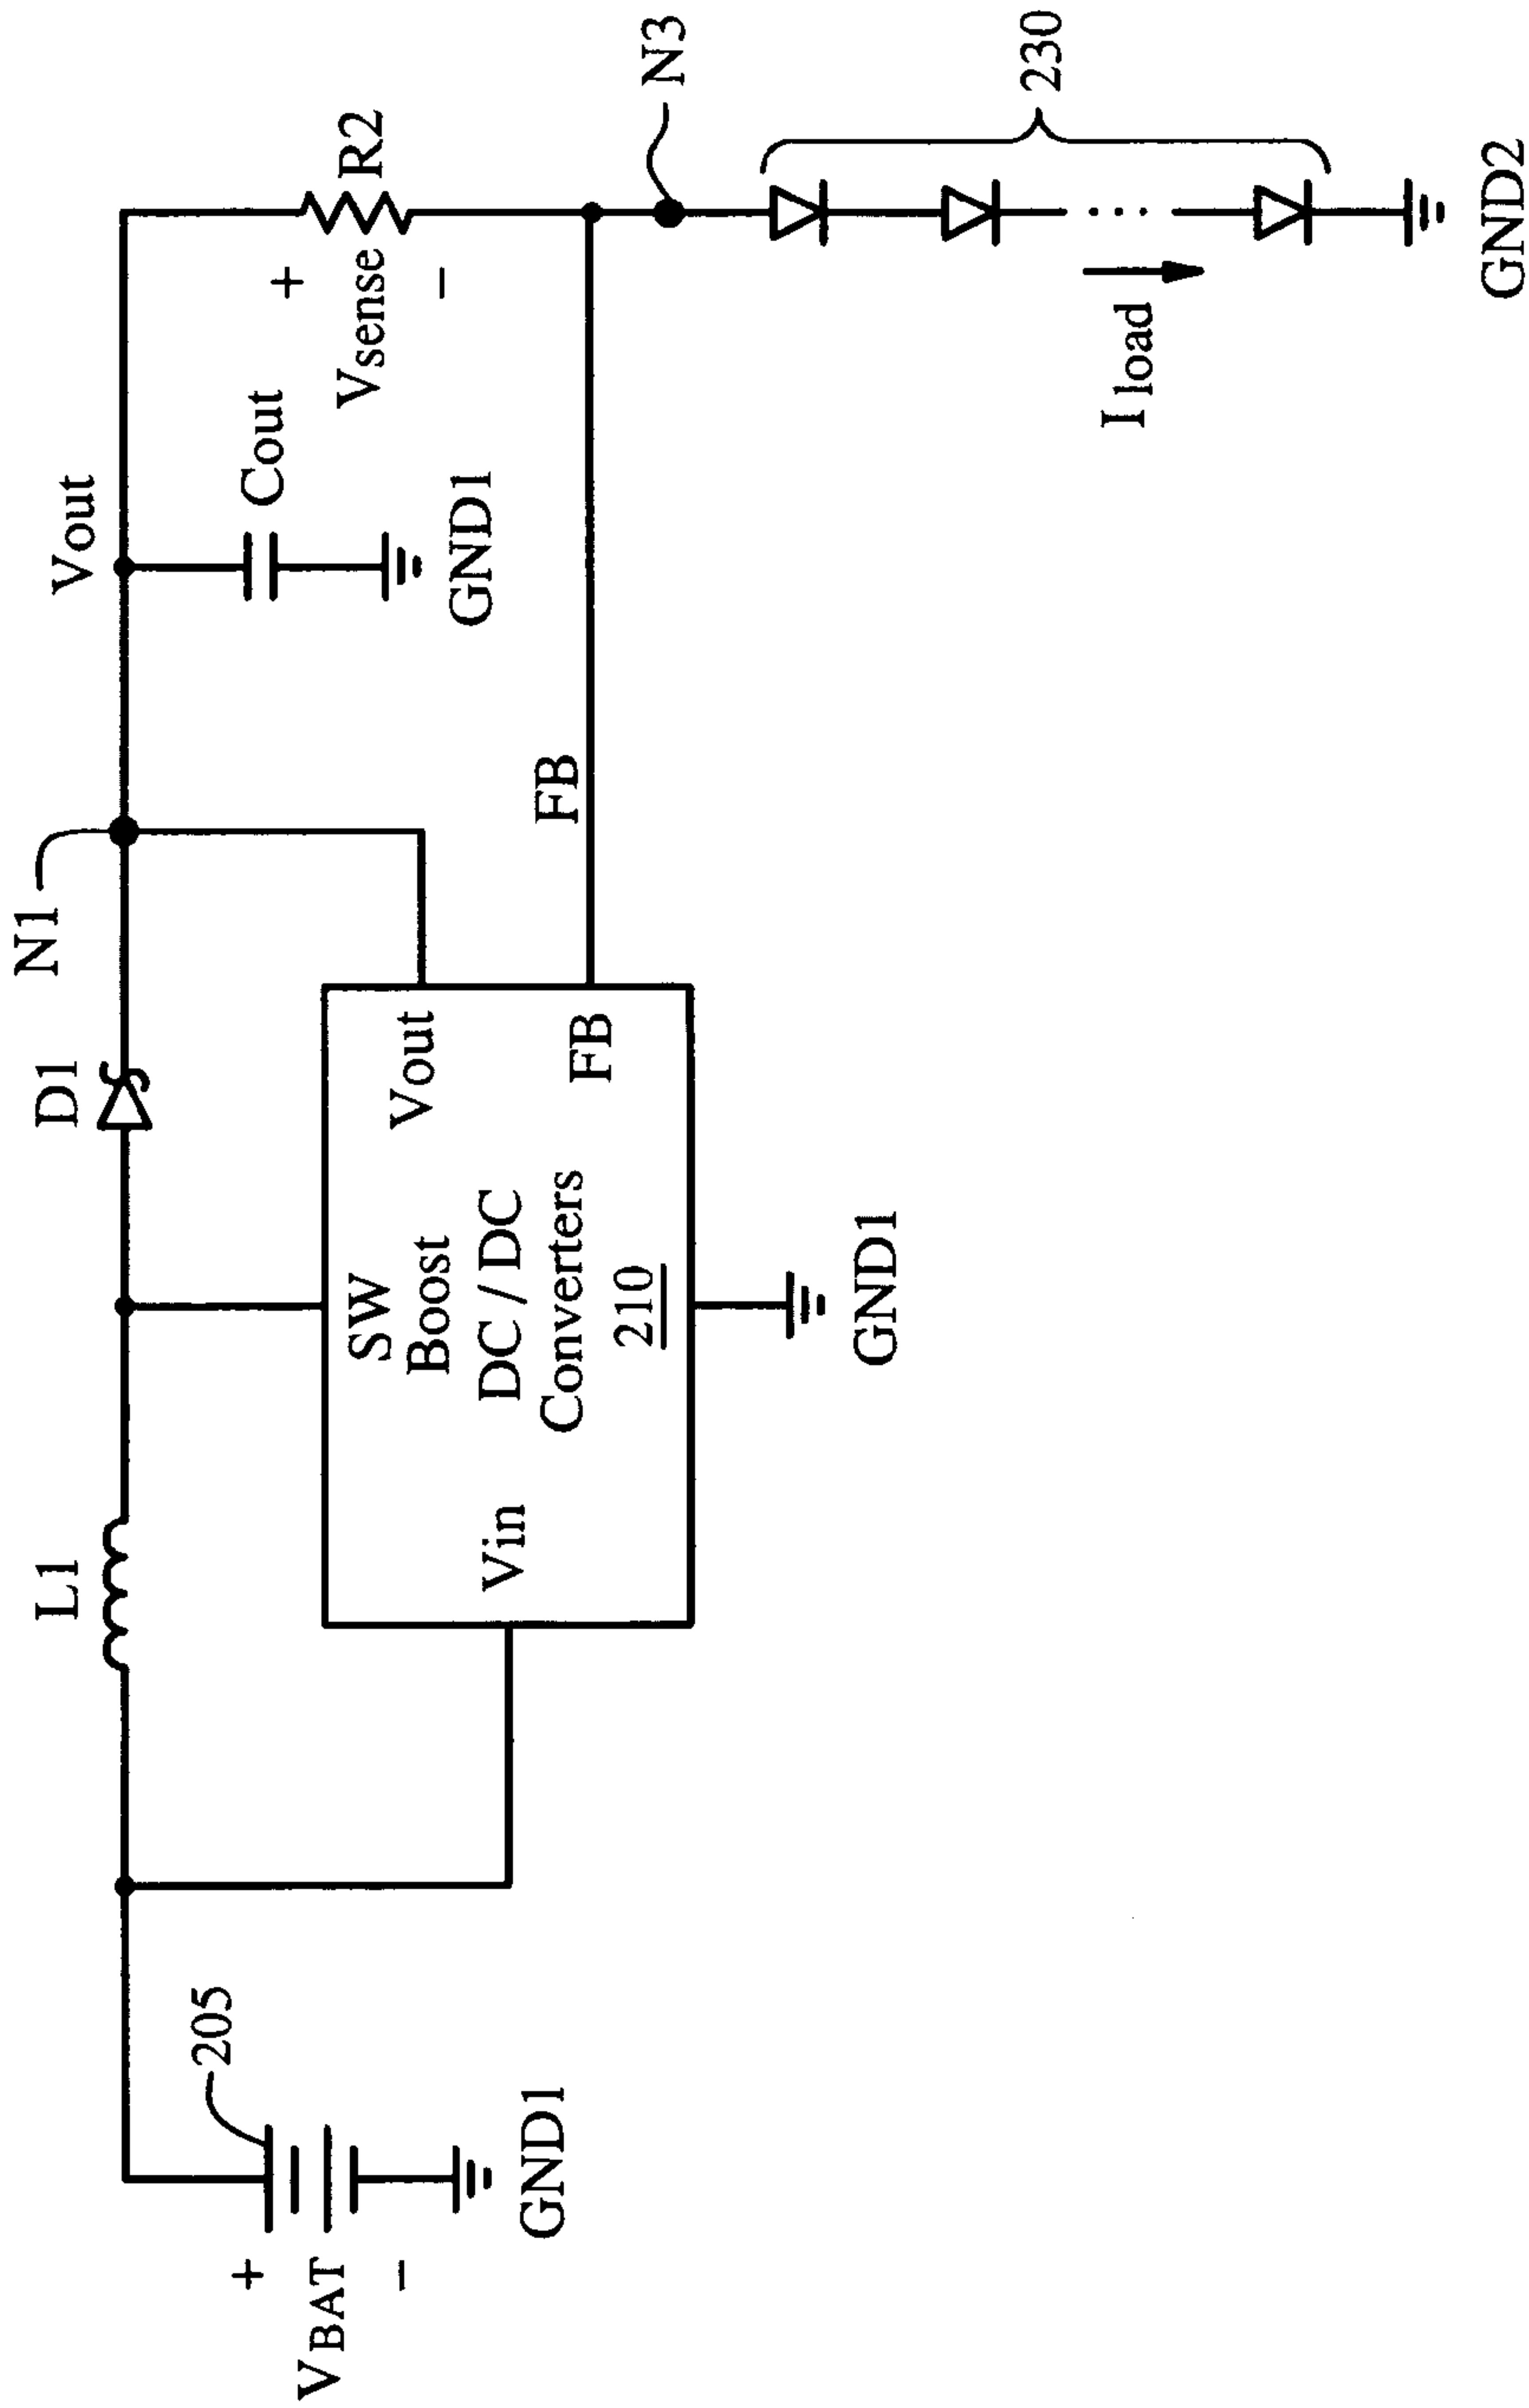 N1
L1
D1
Vout
205
+
VBAT
−
GND1
SW
Boost
DC / DC
Converters
210
Vin
Vout
FB
GND1
FB
Cout
GND1
+
Vsense
−
R2
N3
230
I load
GND2